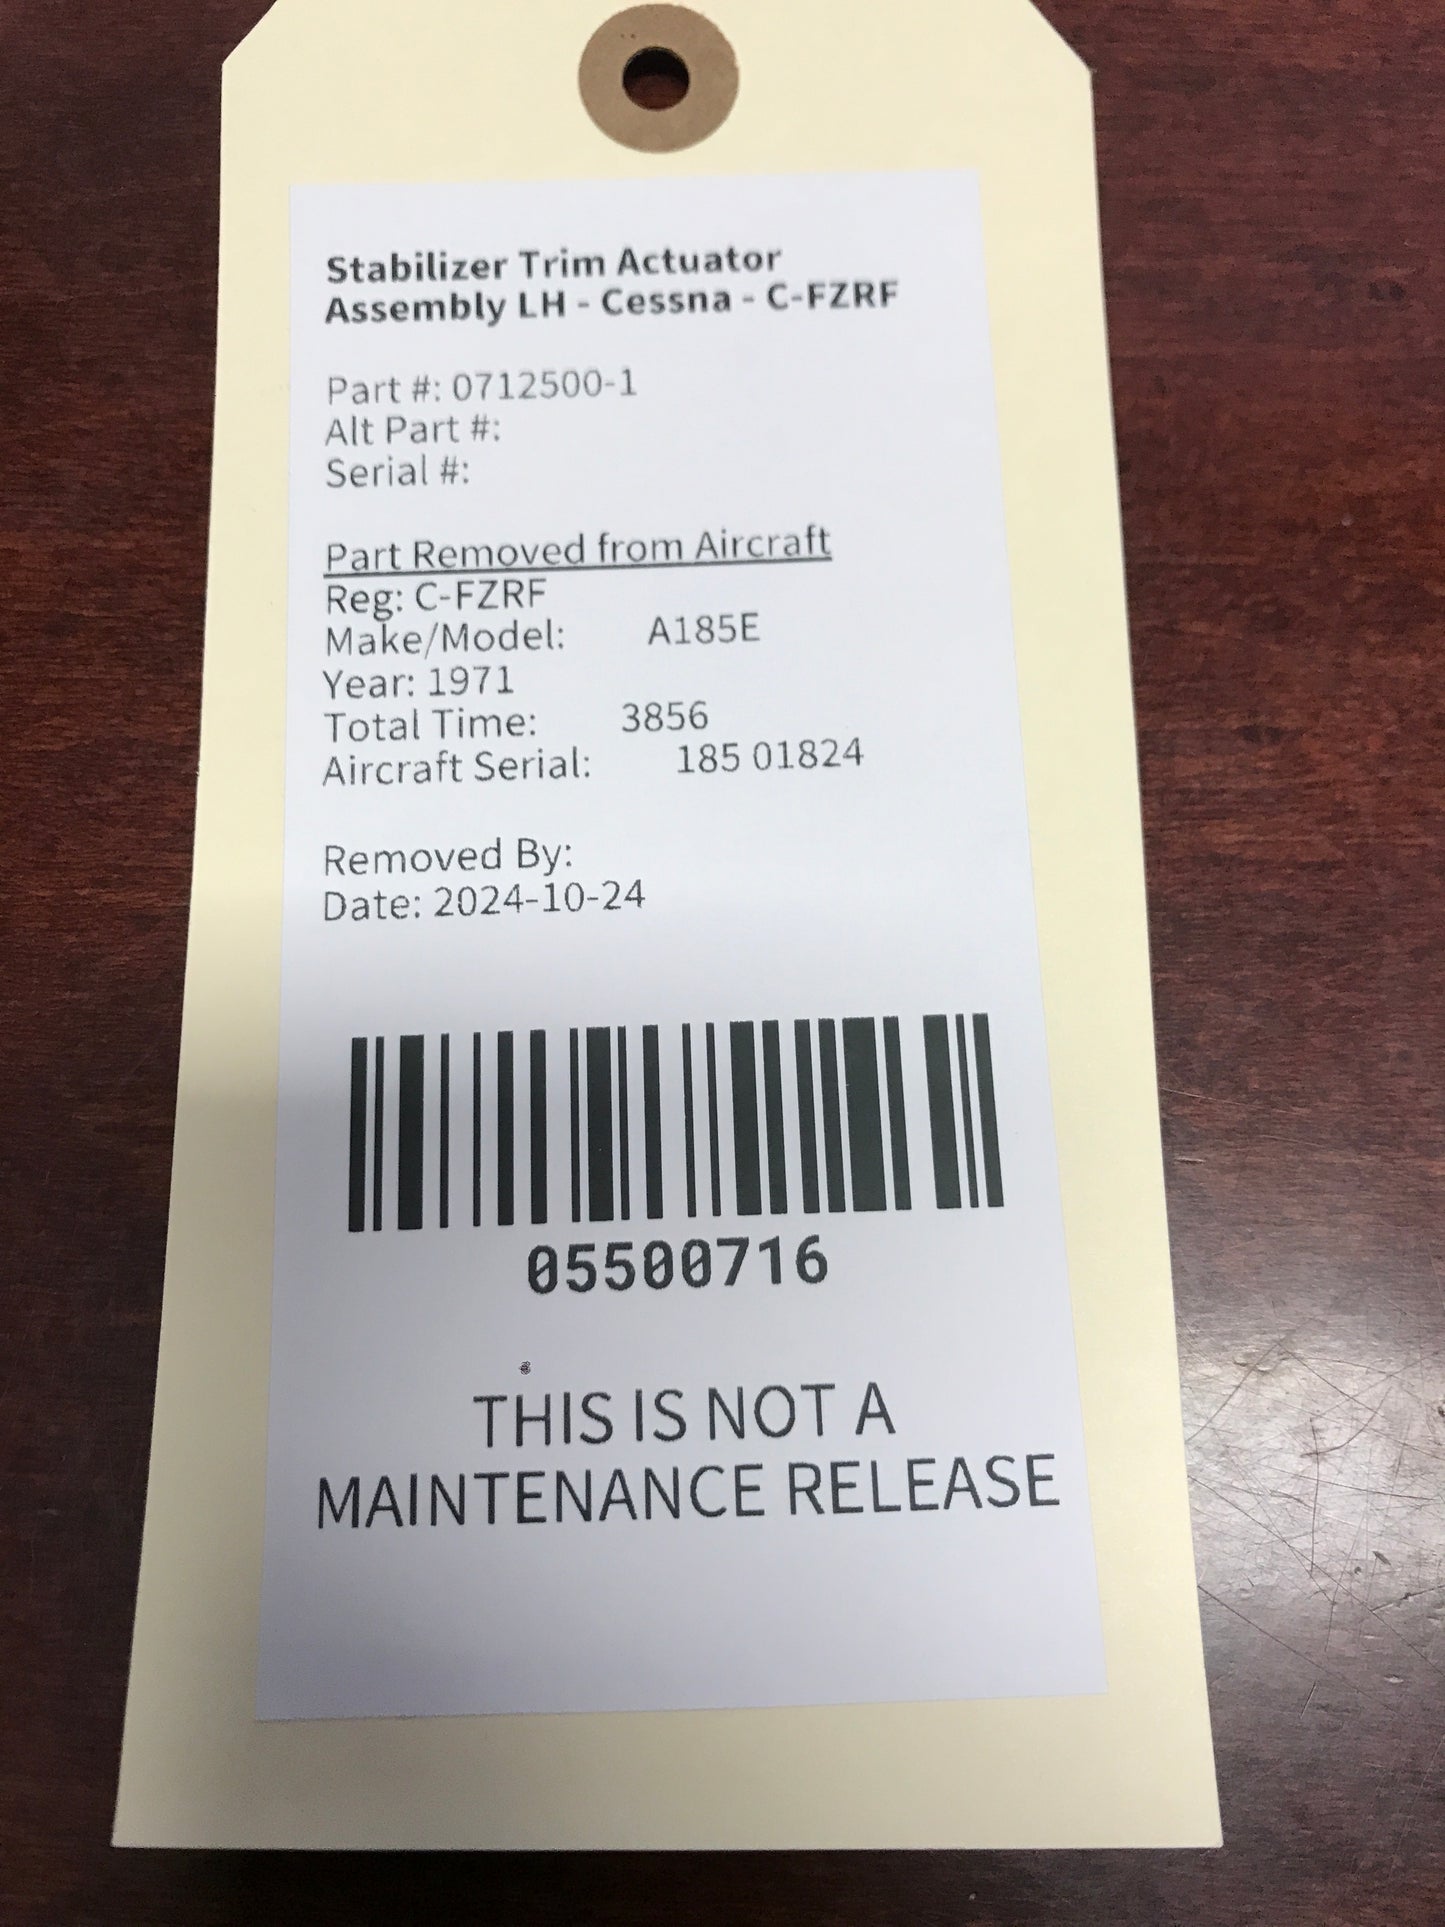 Stabilizer Trim Actuator
Assembly LH - Cessna - C-FZRF
Part #: 0712500-1
Alt Part #:
Serial #:
Part Removed from Aircraft
Reg: C-FZRF
Make/Model: A185E
Year: 1971
Total Time: 3856
Aircraft Serial: 185 01824
Removed By:
Date: 2024-10-24
05500716
THIS IS NOT A
MAINTENANCE RELEASE